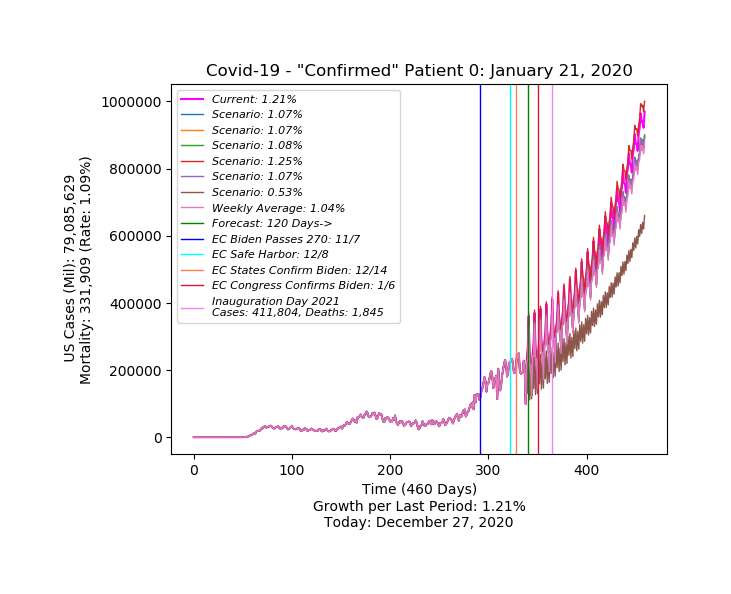 Covid-19 - "Confirmed" Patient 0: January 21, 2020
1000000
800000
600000
400000
200000
0
US Cases (Mil): 79,085,629
Mortality: 331,909 (Rate: 1.09%)
Current: 1.21%
Scenario: 1.07%
Scenario: 1.07%
Scenario: 1.08%
Scenario: 1.25%
Scenario: 1.07%
Scenario: 0.53%
Weekly Average: 1.04%
Forecast: 120 Days->
EC Biden Passes 270: 11/7
EC Safe Harbor: 12/8
EC States Confirm Biden: 12/14
EC Congress Confirms Biden: 1/6
Inauguration Day 2021
Cases: 411,804, Deaths: 1,845
0 100 200 300 400
Time (460 Days)
Growth per Last Period: 1.21%
Today: December 27, 2020